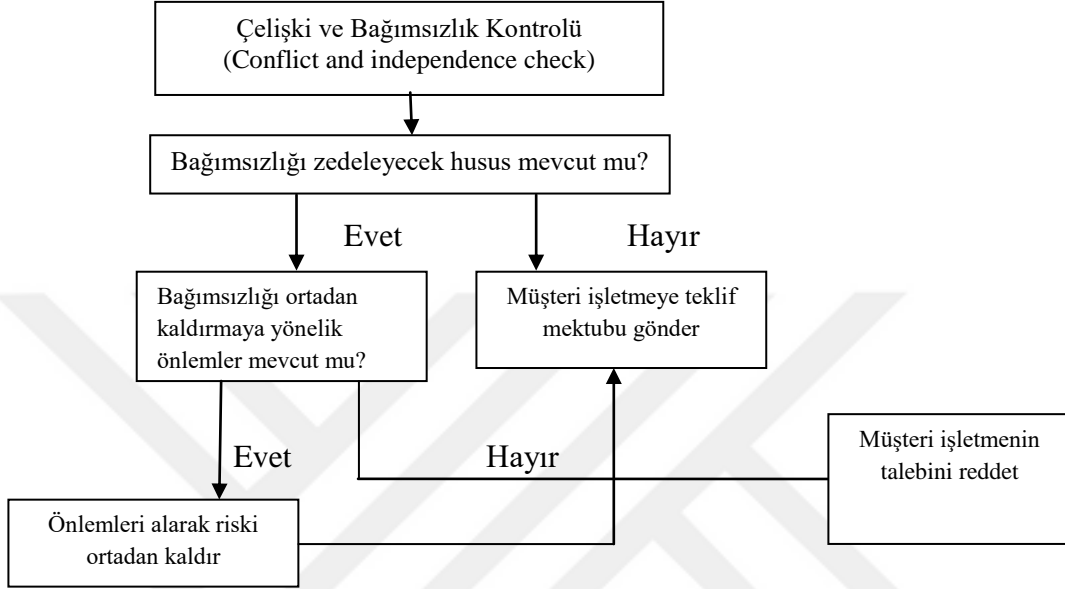 Çelişki ve Bağımsızlık Kontrolü
(Conflict and independence check)
Bağımsızlığı zedeleyecek husus mevcut mu?
Evet
Hayır
Bağımsızlığı ortadan
kaldırmaya yönelik
önlemler mevcut mu?
Müşteri işletmeye teklif
mektubu gönder
Evet
Hayır
Müşteri işletmenin
talebini reddet
Önlemleri alarak riski
ortadan kaldır